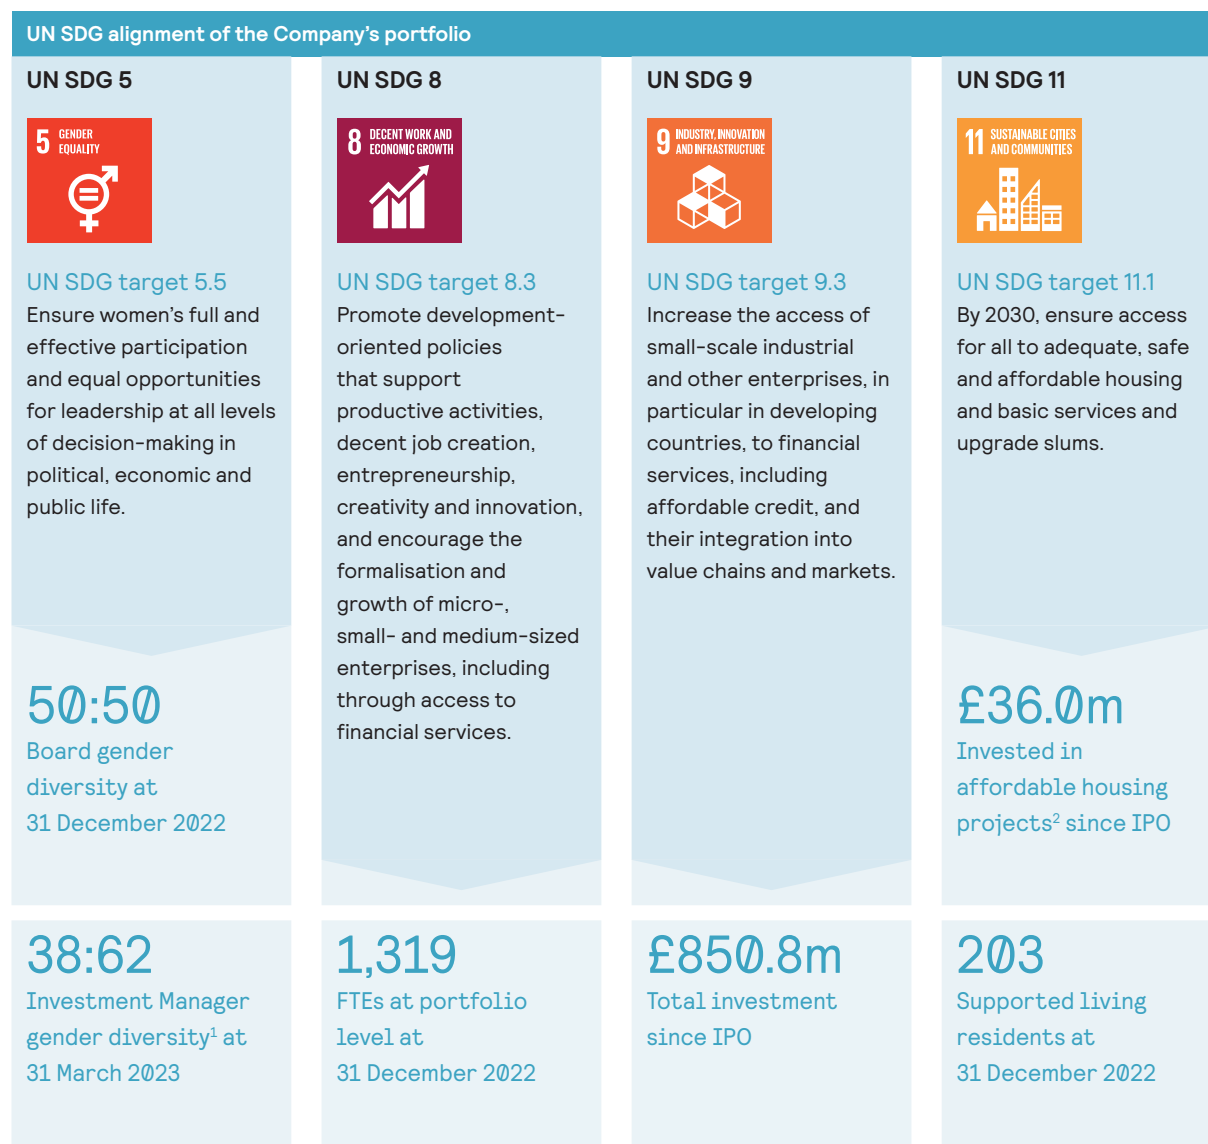 UN SDG alignment of the Company's portfolio
UN SDG 5
5 GENDER
EQUALITY
UN SDG target 5.5
Ensure women's full and
effective participation
and equal opportunities
for leadership at all levels
of decision-making in
political, economic and
public life.
50:50
Board gender
diversity at
31 December 2022
38:62
Investment Manager
gender diversity¹ at
31 March 2023
UN SDG 8
8 DECENT WORK AND
ECONOMIC GROWTH
UN SDG target 8.3
Promote development-
oriented policies
that support
productive activities,
decent job creation,
entrepreneurship,
creativity and innovation,
and encourage the
formalisation and
growth of micro-,
small- and medium-sized
enterprises, including
through access to
financial services.
1,319
FTEs at portfolio
level at
31 December 2022
UN SDG 9
9 INDUSTRY, INNOVATION
AND INFRASTRUCTURE
UN SDG target 9.3
Increase the access of
small-scale industrial
and other enterprises, in
particular in developing
countries, to financial
services, including
affordable credit, and
their integration into
value chains and markets.
£850.8m
Total investment
since IPO
UN SDG 11
11 SUSTAINABLE CITIES
AND COMMUNITIES
UN SDG target 11.1
By 2030, ensure access
for all to adequate, safe
and affordable housing
and basic services and
upgrade slums.
£36.0m
Invested in
affordable housing
projects² since IPO
203
Supported living
residents at
31 December 2022